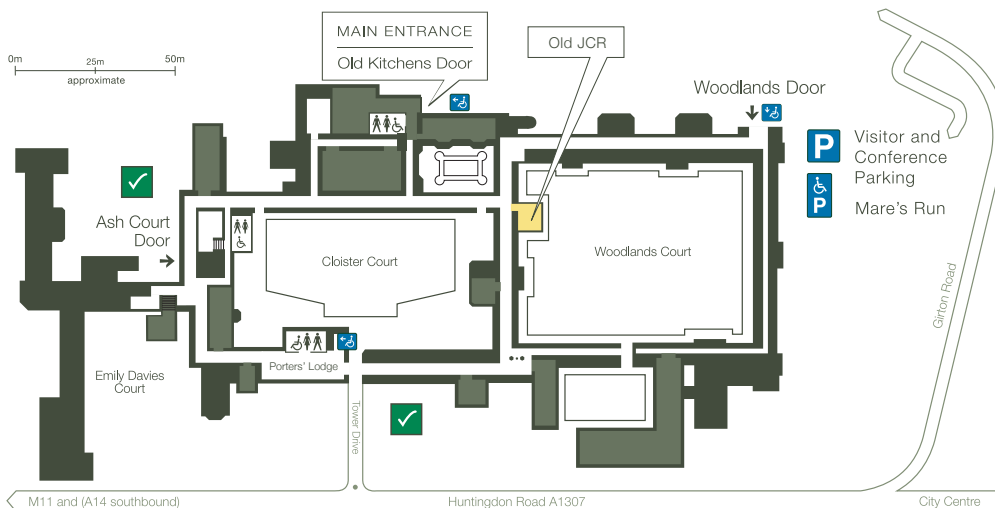 MAIN ENTRANCE
Old Kitchens Door
Old JCR
0m
25m
50m
approximate
Woodlands Door
P
Visitor and
Conference
Parking
P
Mare's Run
Ash Court
Door
Cloister Court
Woodlands Court
Girton Road
Porters' Lodge
Emily Davies
Court
Tower Drive
M11 and (A14 southbound)
Huntingdon Road A1307
City Centre